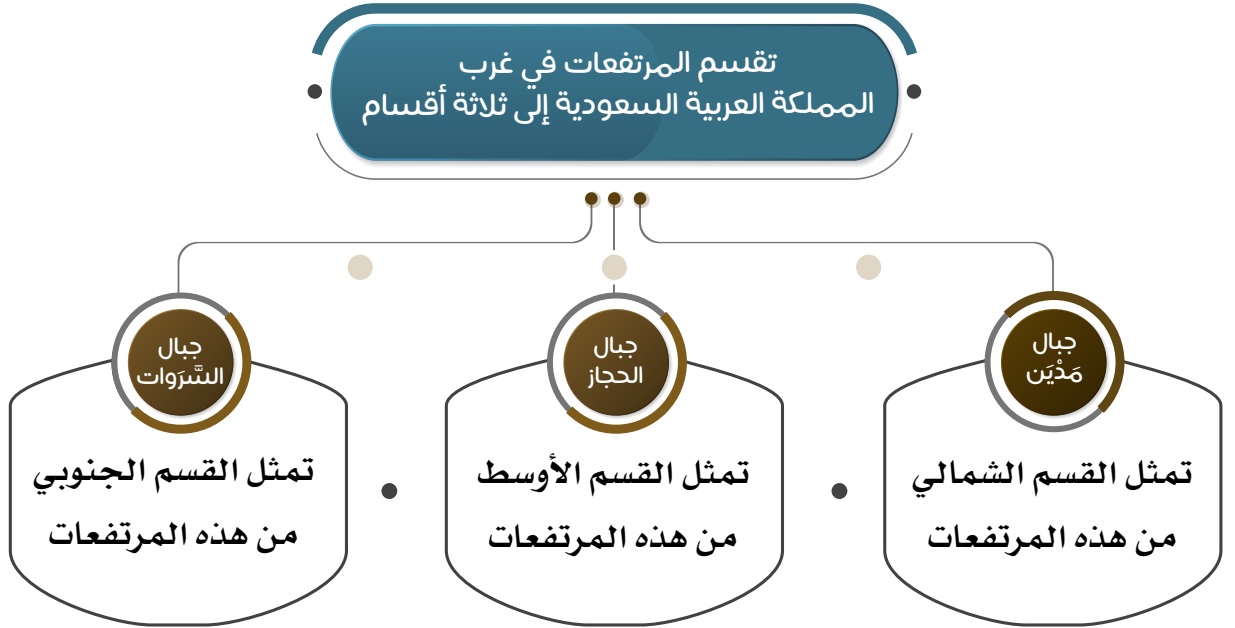 تقسم المرتفعات في غرب
المملكة العربية السعودية إلى ثلاثة أقسام
جبال
مَدْيَن
تمثل القسم الشمالي
من هذه المرتفعات
جبال
الحجاز
تمثل القسم الأوسط
من هذه المرتفعات
جبال
السَّرَوات
تمثل القسم الجنوبي
من هذه المرتفعات